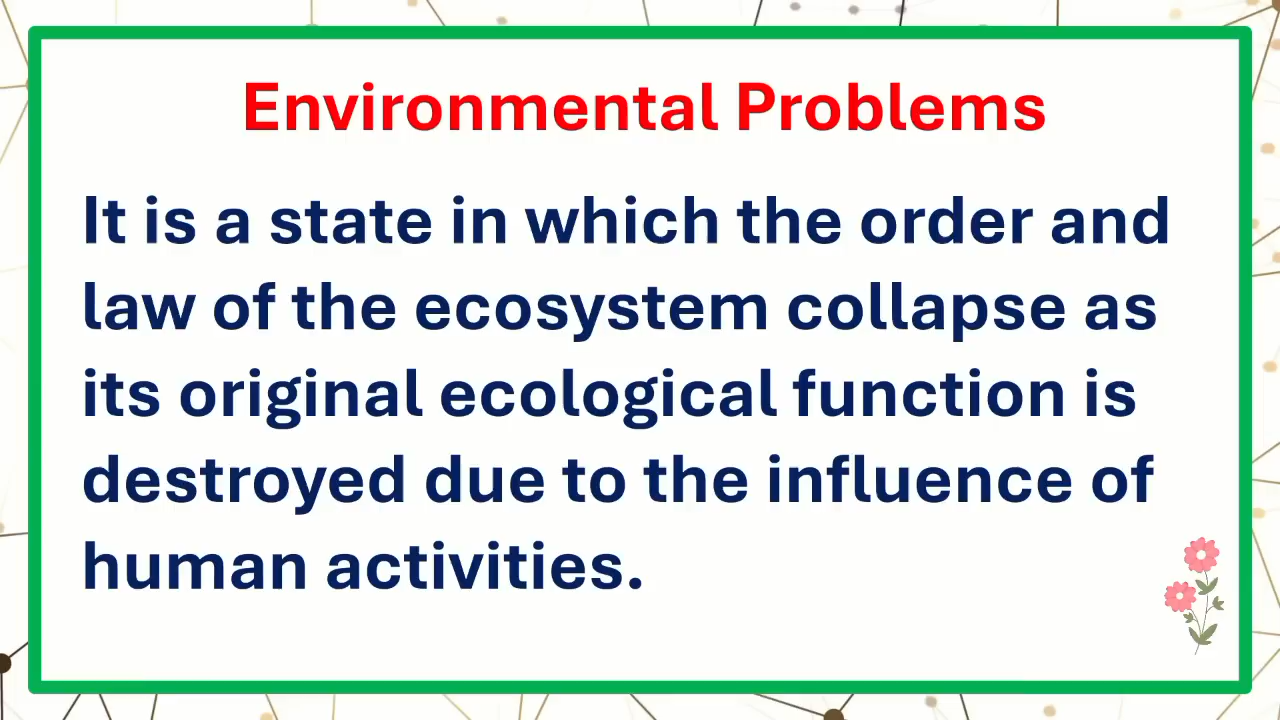 Environmental Problems
It is a state in which the order and
law of the ecosystem collapse as
its original ecological function is
destroyed due to the influence of
human activities.